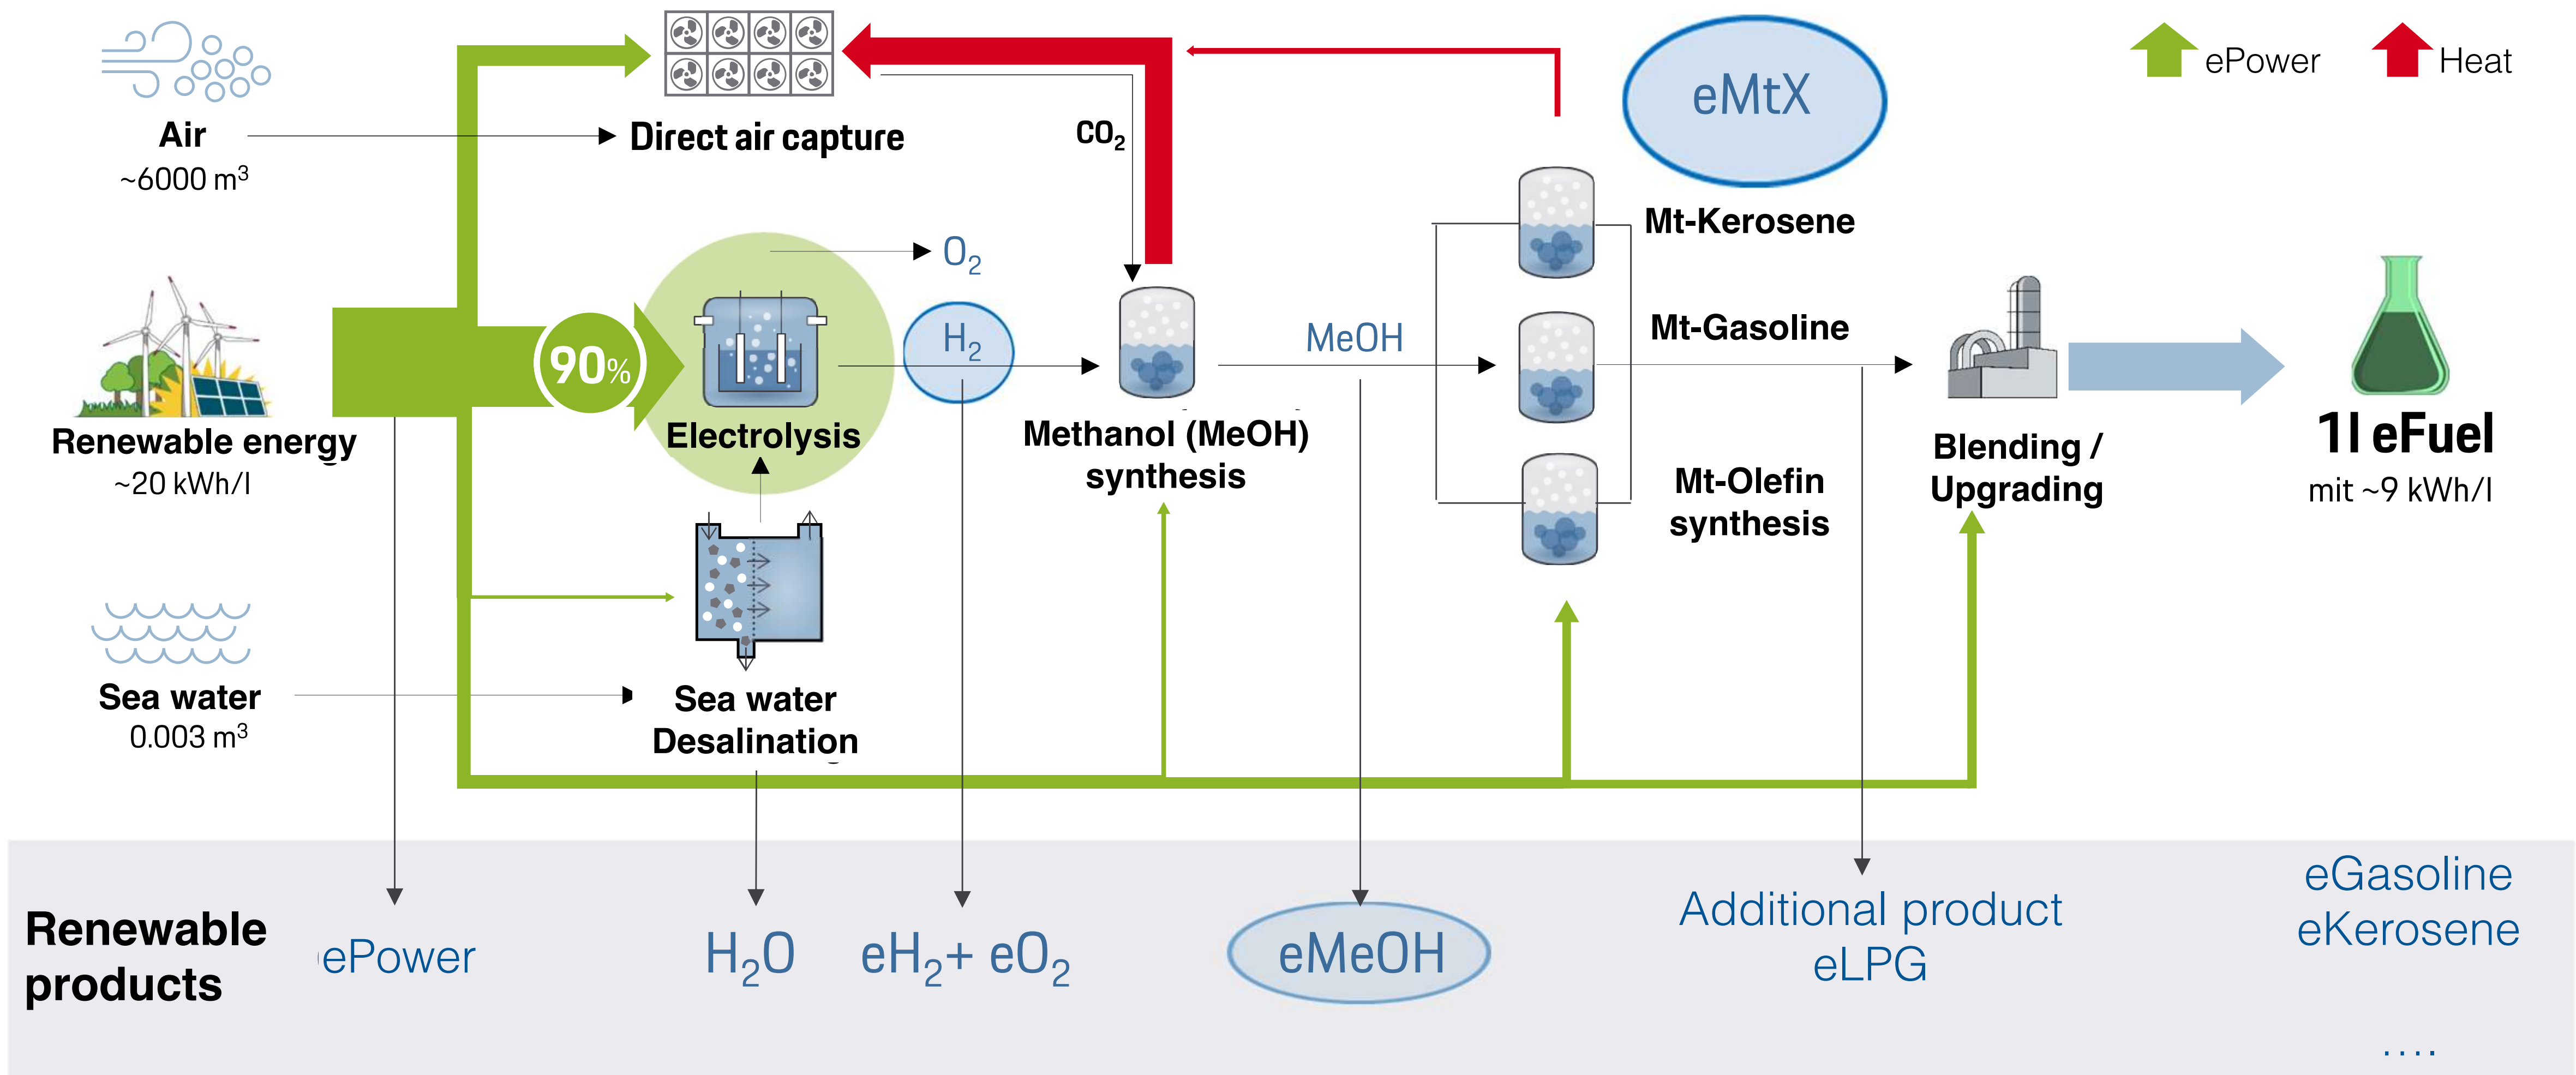 Air
~6000 m³
Direct air capture
CO₂
eMtX
ePower
Heat
Mt-Kerosene
O₂
90%
H₂
MeOH
Mt-Gasoline
Renewable energy
~20 kWh/l
Electrolysis
Methanol (MeOH)
synthesis
Mt-Olefin
synthesis
Blending /
Upgrading
1l eFuel
mit ~9 kWh/l
Sea water
0.003 m³
Sea water
Desalination
Renewable
products
ePower
H₂O
eH₂+ eO₂
eMeOH
Additional product
eLPG
eGasoline
eKerosene
....